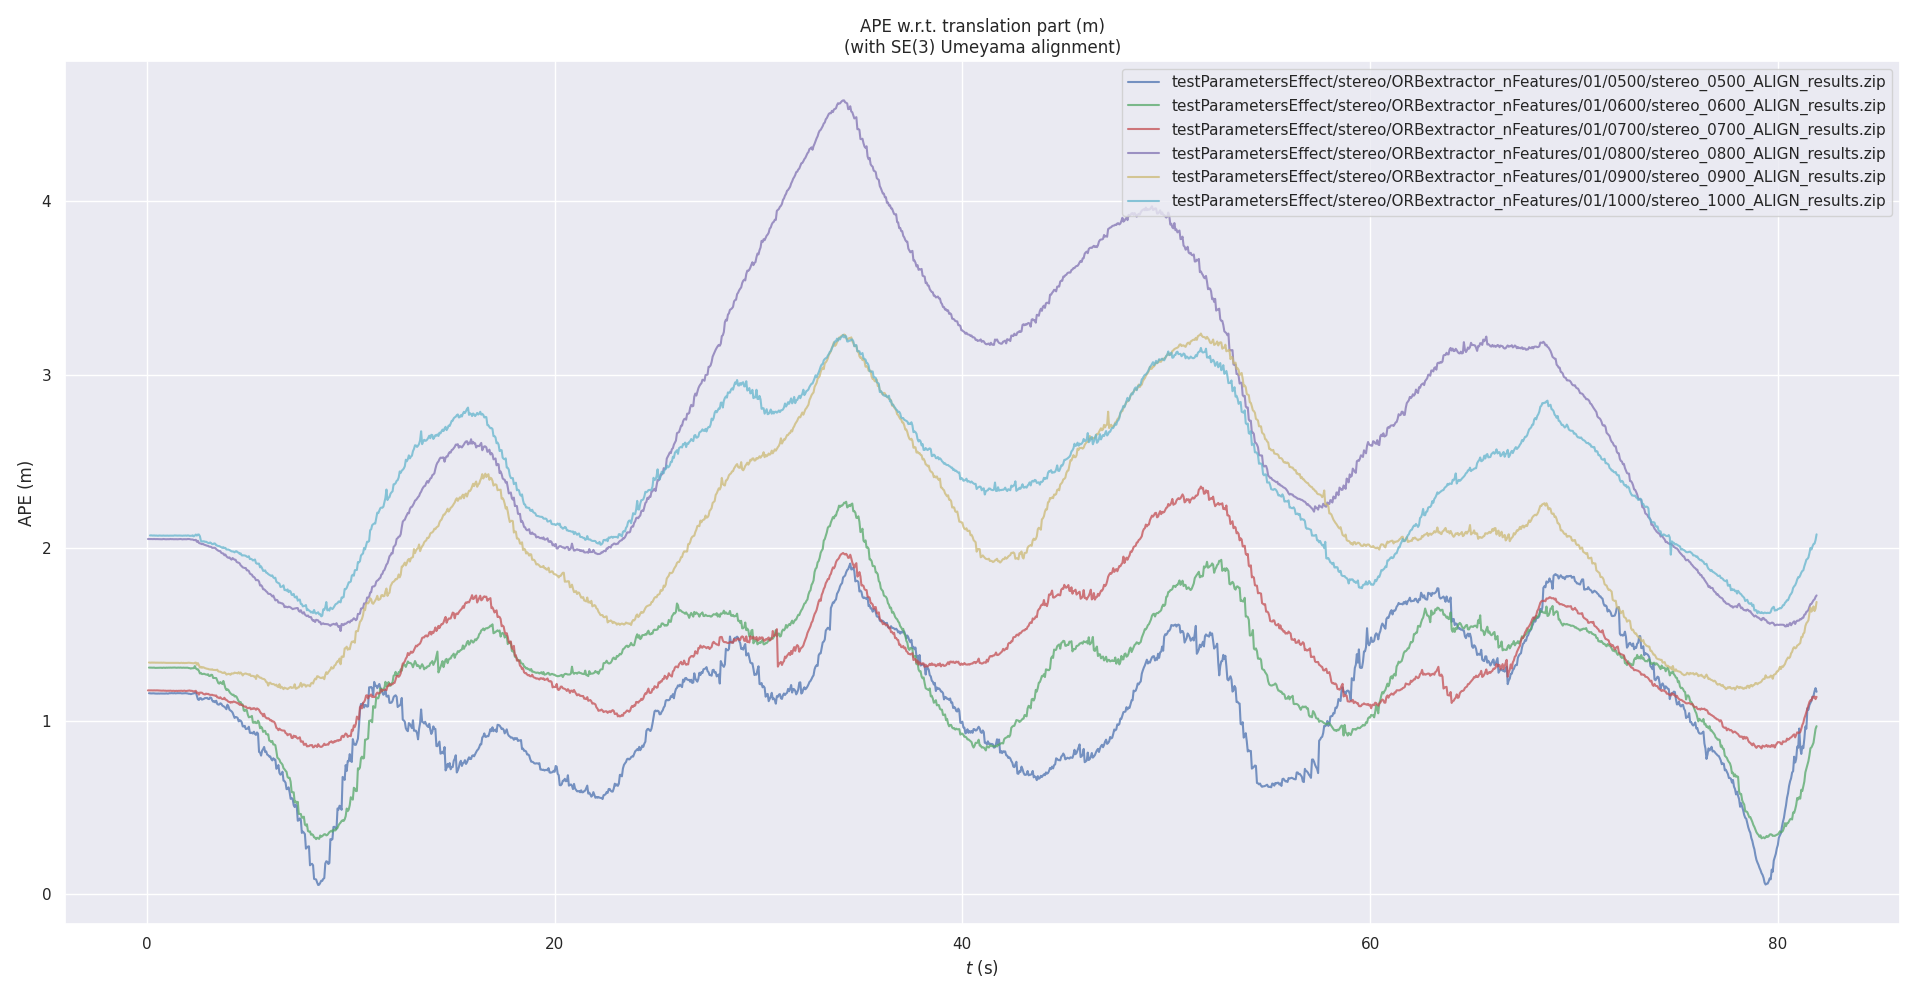 APE w.r.t. translation part (m)
(with SE(3) Umeyama alignment)
testParametersEffect/stereo/ORBextractor_nFeatures/01/0500/stereo_0500_ALIGN_results.zip
testParametersEffect/stereo/ORBextractor_nFeatures/01/0600/stereo_0600_ALIGN_results.zip
testParametersEffect/stereo/ORBextractor_nFeatures/01/0700/stereo_0700_ALIGN_results.zip
testParametersEffect/stereo/ORBextractor_nFeatures/01/0800/stereo_0800_ALIGN_results.zip
testParametersEffect/stereo/ORBextractor_nFeatures/01/0900/stereo_0900_ALIGN_results.zip
testParametersEffect/stereo/ORBextractor_nFeatures/01/1000/stereo_1000_ALIGN_results.zip
APE (m)
4
3
2
1
0
0 20 40 60 80
t (s)